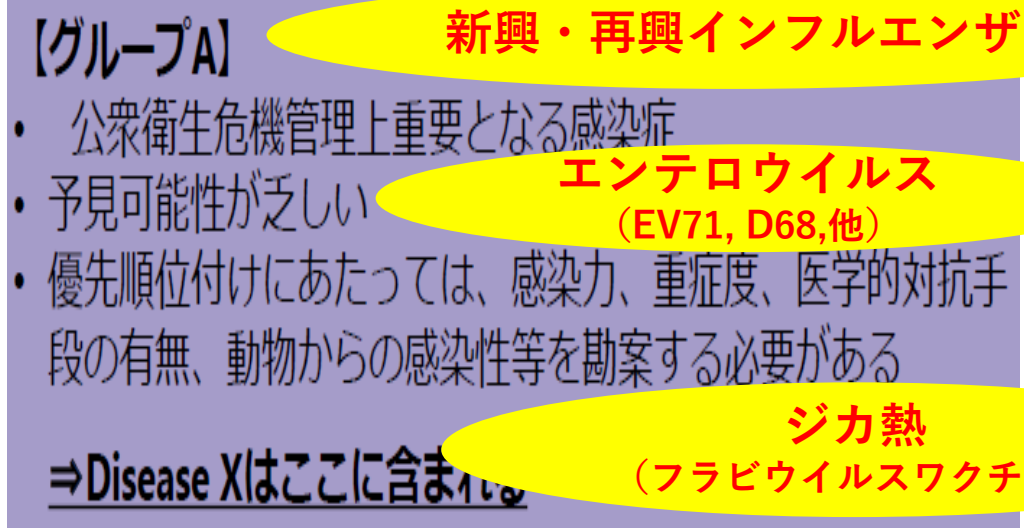 【グループA】
新興・再興インフルエンザ
• 公衆衛生危機管理上重要となる感染症
エンテロウイルス
（EV71, D68,他）
• 予見可能性が乏しい
• 優先順位付けにあたっては、感染力、重症度、医学的対抗手
段の有無、動物からの感染性等を勘案する必要がある
ジカ熱
（フラビウイルスワクチ
⇒Disease Xはここに含まれる